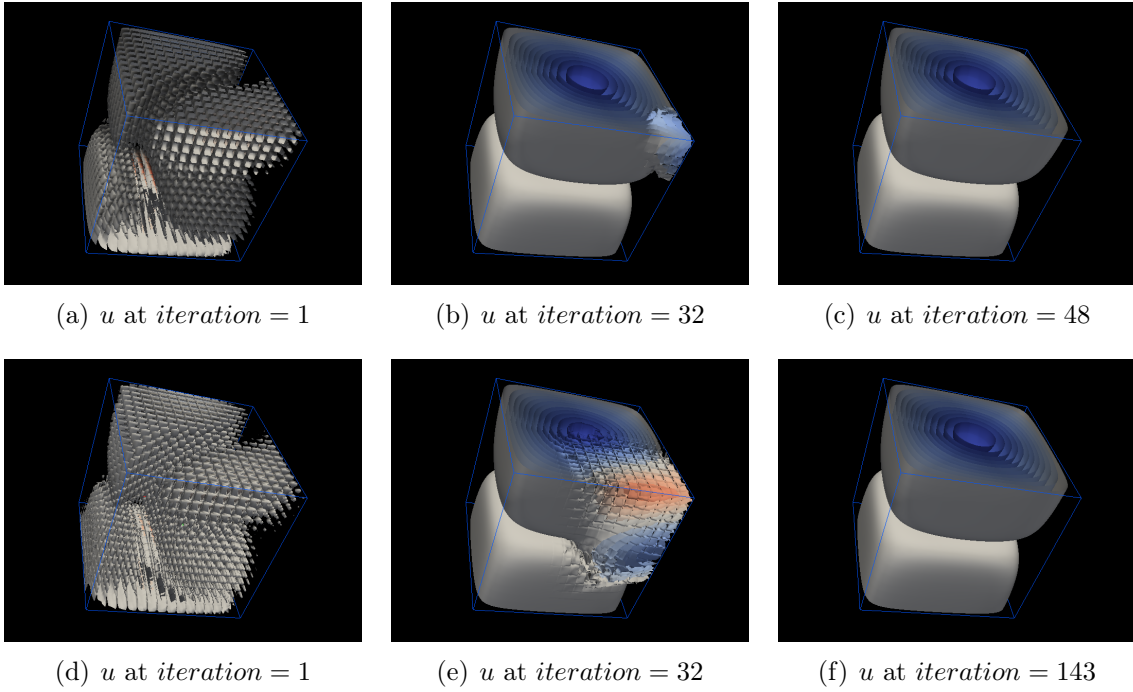 (a) u at iteration = 1
(b) u at iteration = 32
(c) u at iteration = 48
(d) u at iteration = 1
(e) u at iteration = 32
(f) u at iteration = 143